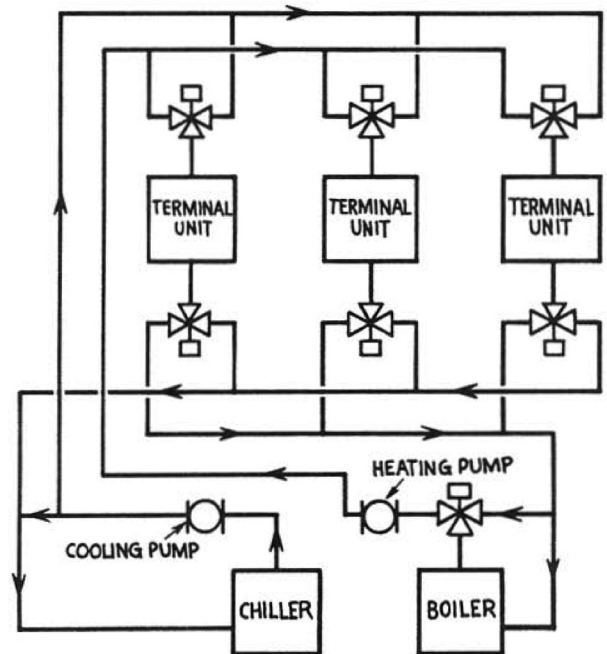 TERMINAL
UNIT
TERMINAL
UNIT
TERMINAL
UNIT
HEATING PUMP
COOLING PUMP
CHILLER
BOILER